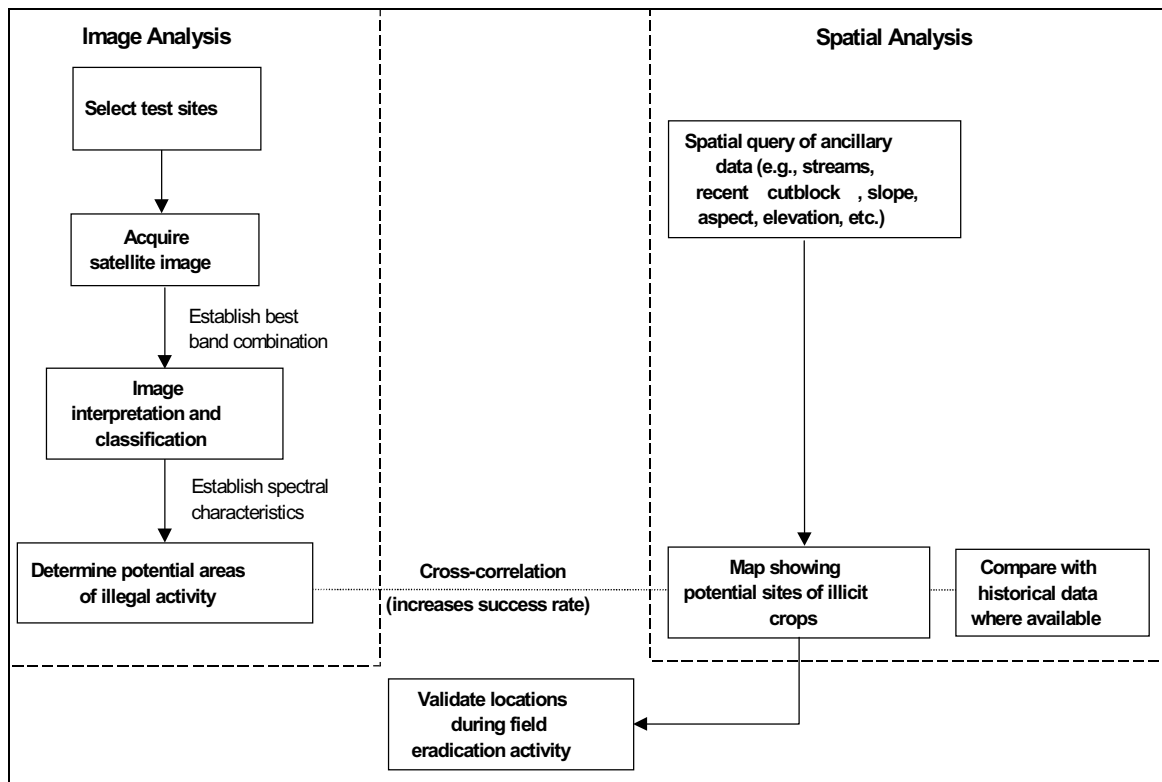 Image Analysis
Select test sites
Acquire
satellite image
Establish best
band combination
Image
interpretation and
classification
Establish spectral
characteristics
Determine potential areas
of illegal activity
Cross-correlation
(increases success rate)
Spatial Analysis
Spatial query of ancillary
data (e.g., streams,
recent cutblock , slope,
aspect, elevation, etc.)
Map showing
potential sites of illicit
crops
Compare with
historical data
where available
Validate locations
during field
eradication activity